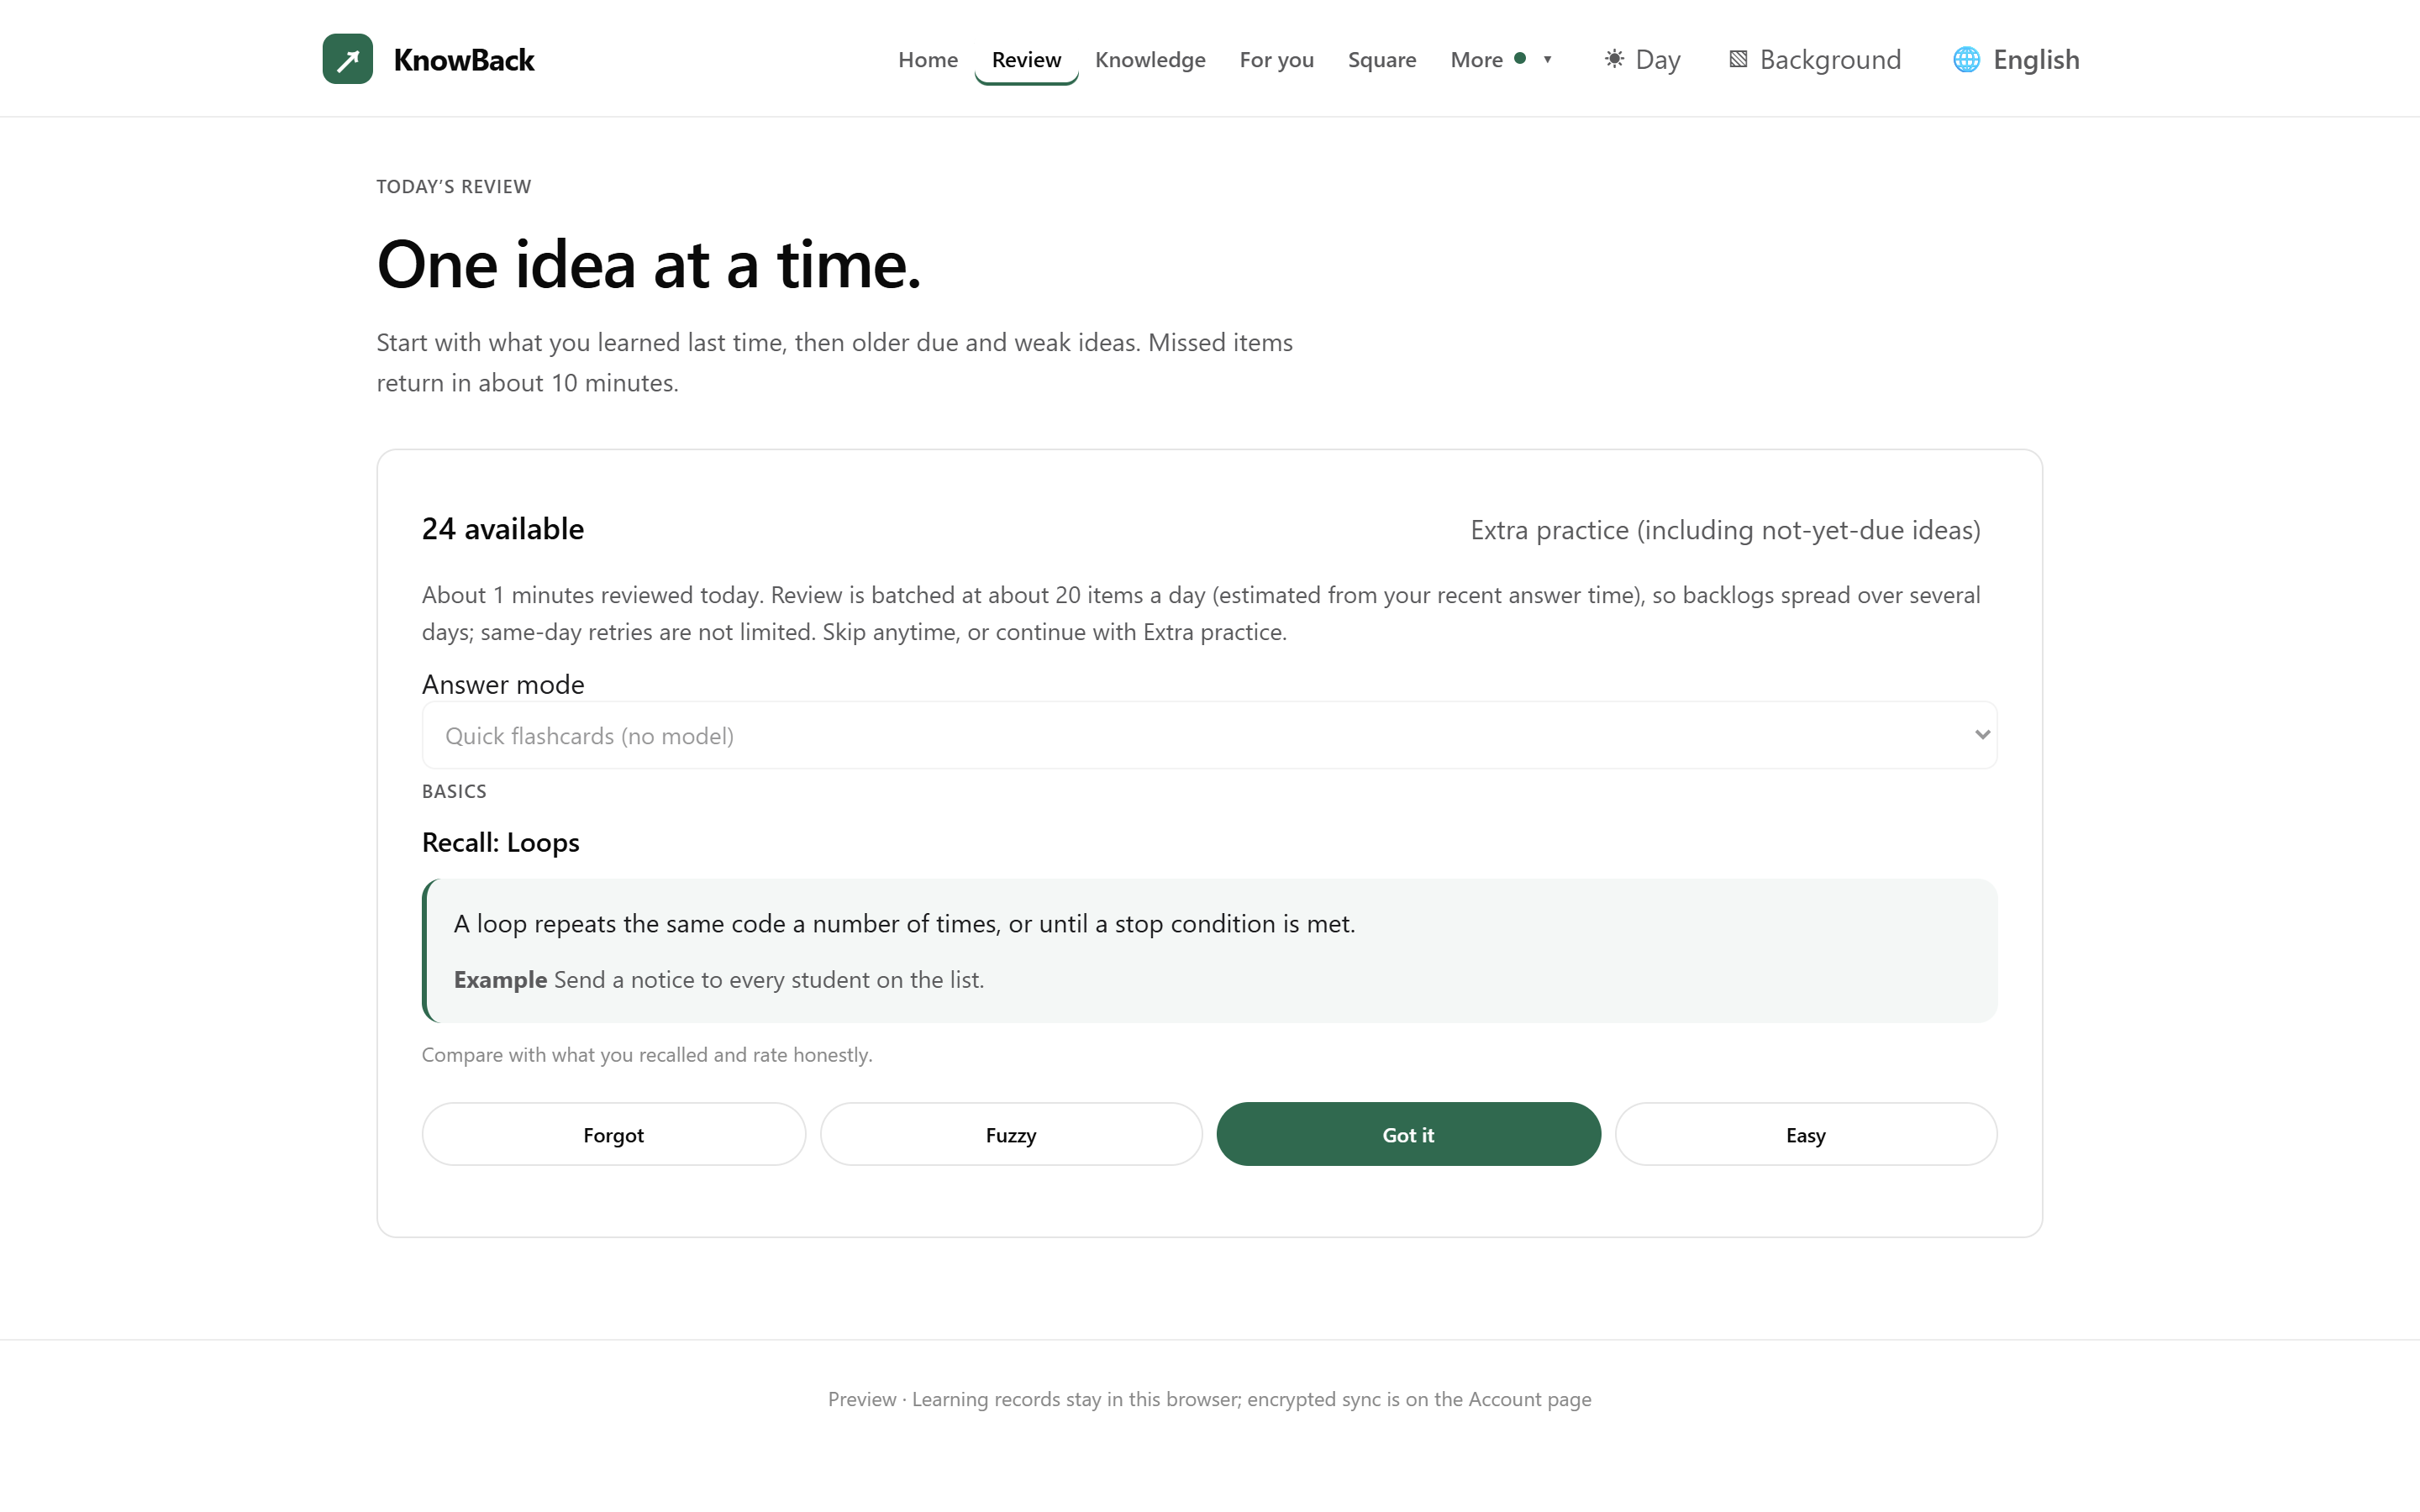 KnowBack
Home Review Knowledge For you Square More Day Background English
TODAY'S REVIEW
One idea at a time.
Start with what you learned last time, then older due and weak ideas. Missed items
return in about 10 minutes.
24 available
Extra practice (including not-yet-due ideas)
About 1 minutes reviewed today. Review is batched at about 20 items a day (estimated from your recent answer time), so backlogs spread over several
days; same-day retries are not limited. Skip anytime, or continue with Extra practice.
Answer mode
Quick flashcards (no model)
BASICS
Recall: Loops
A loop repeats the same code a number of times, or until a stop condition is met.
Example Send a notice to every student on the list.
Compare with what you recalled and rate honestly.
Forgot Fuzzy Got it Easy
Preview · Learning records stay in this browser; encrypted sync is on the Account page